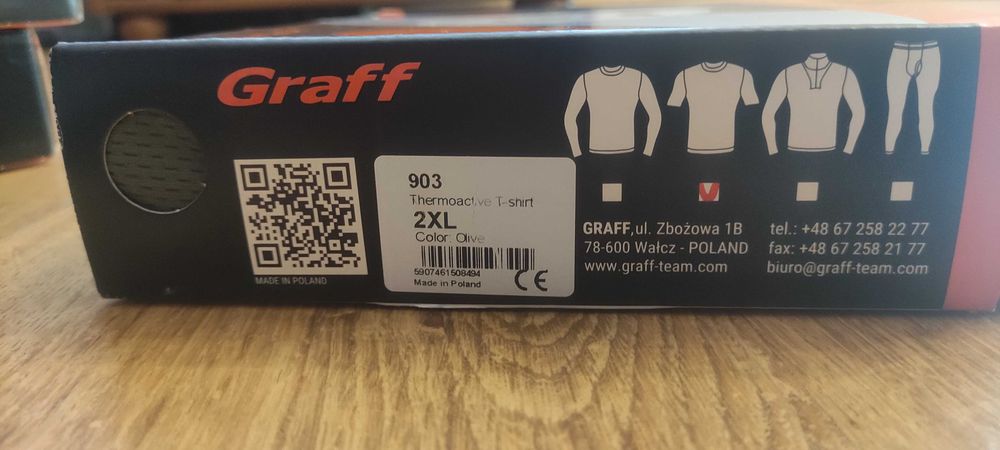 Graff
MADE IN POLAND
903
Thermoactive T-shirt
2XL
Color: Olive
5907461508494
Made in Poland
CE
GRAFF,ul. Zbożowa 1B
78-600 Wałcz - POLAND
www.graff-team.com
tel.: +48 67 258 22 77
fax: +48 67 258 21 77
biuro@graff-team.com